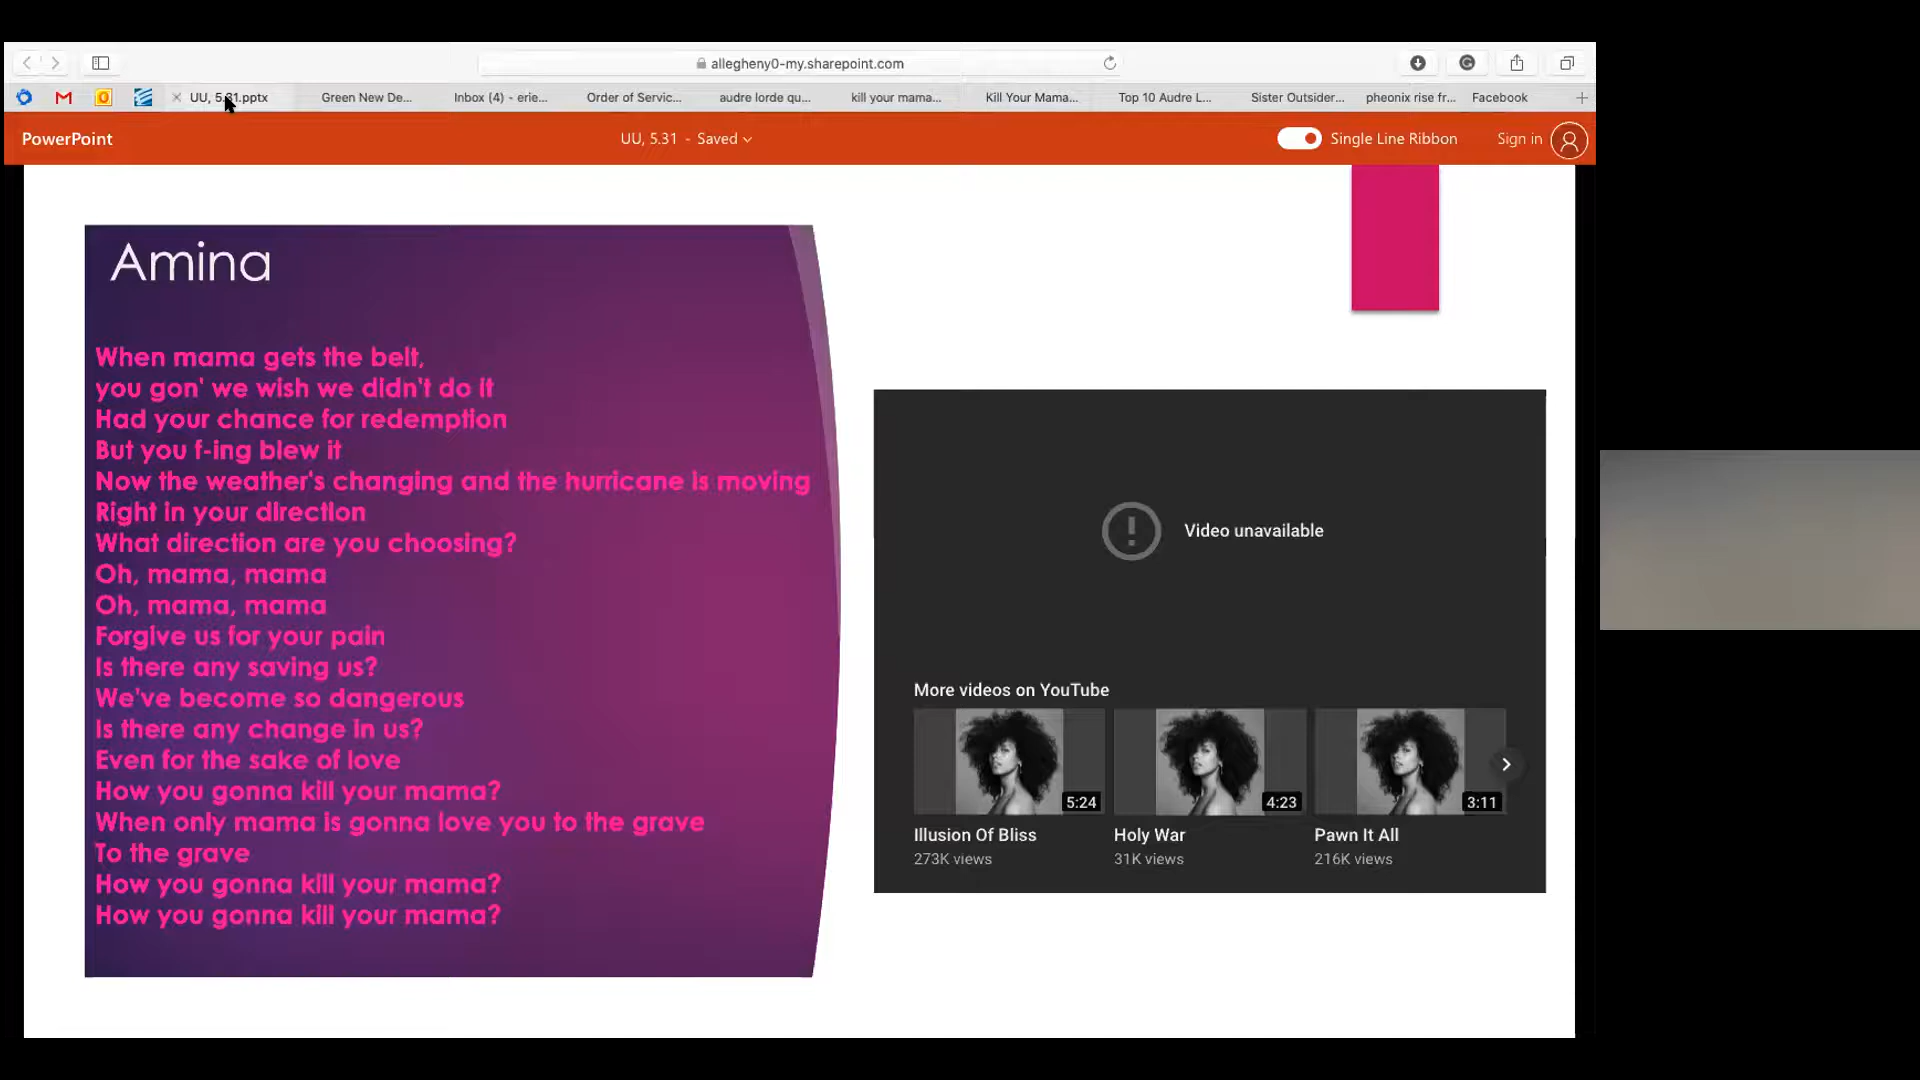 allegheny0-my.sharepoint.com
UU, 5.31.pptx
Green New De...
Inbox (4) - erie...
Order of Servic...
audre lorde qu...
kill your mama...
Kill Your Mama...
Top 10 Audre L...
Sister Outsider...
pheonix rise fr...
Facebook
PowerPoint
UU, 5.31 - Saved
Single Line Ribbon
Sign in
Amina
When mama gets the belt,
you gon' we wish we didn't do it
Had your chance for redemption
But you f-ing blew it
Now the weather's changing and the hurricane is moving
Right in your direction
What direction are you choosing?
Oh, mama, mama
Oh, mama, mama
Forgive us for your pain
Is there any saving us?
We've become so dangerous
Is there any change in us?
Even for the sake of love
How you gonna kill your mama?
When only mama is gonna love you to the grave
To the grave
How you gonna kill your mama?
How you gonna kill your mama?
Video unavailable
More videos on YouTube
5:24
4:23
3:11
Illusion Of Bliss
273K views
Holy War
31K views
Pawn It All
216K views